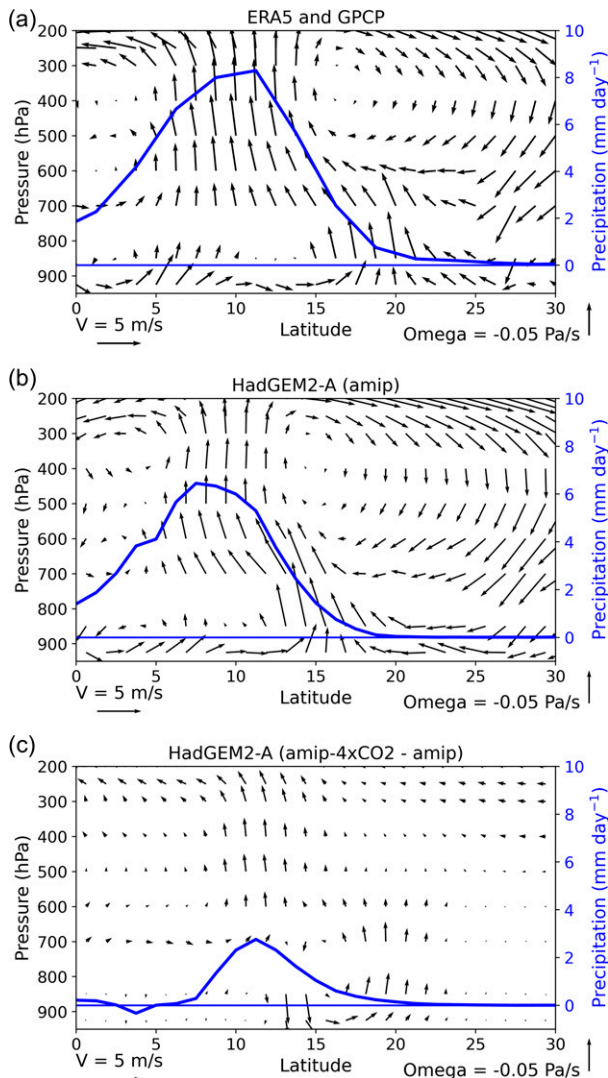 (a)
ERA5 and GPCP
200
300
400
500
600
700
800
900
Pressure (hPa)
10
8
6
4
2
0
Precipitation (mm day⁻¹)
0 5 10 15 20 25 30
V = 5 m/s
Latitude
Omega = -0.05 Pa/s
(b)
HadGEM2-A (amip)
200
300
400
500
600
700
800
900
Pressure (hPa)
10
8
6
4
2
0
Precipitation (mm day⁻¹)
0 5 10 15 20 25 30
V = 5 m/s
Latitude
Omega = -0.05 Pa/s
(c)
HadGEM2-A (amip-4xCO2 - amip)
200
300
400
500
600
700
800
900
Pressure (hPa)
10
8
6
4
2
0
Precipitation (mm day⁻¹)
0 5 10 15 20 25 30
V = 5 m/s
Latitude
Omega = -0.05 Pa/s